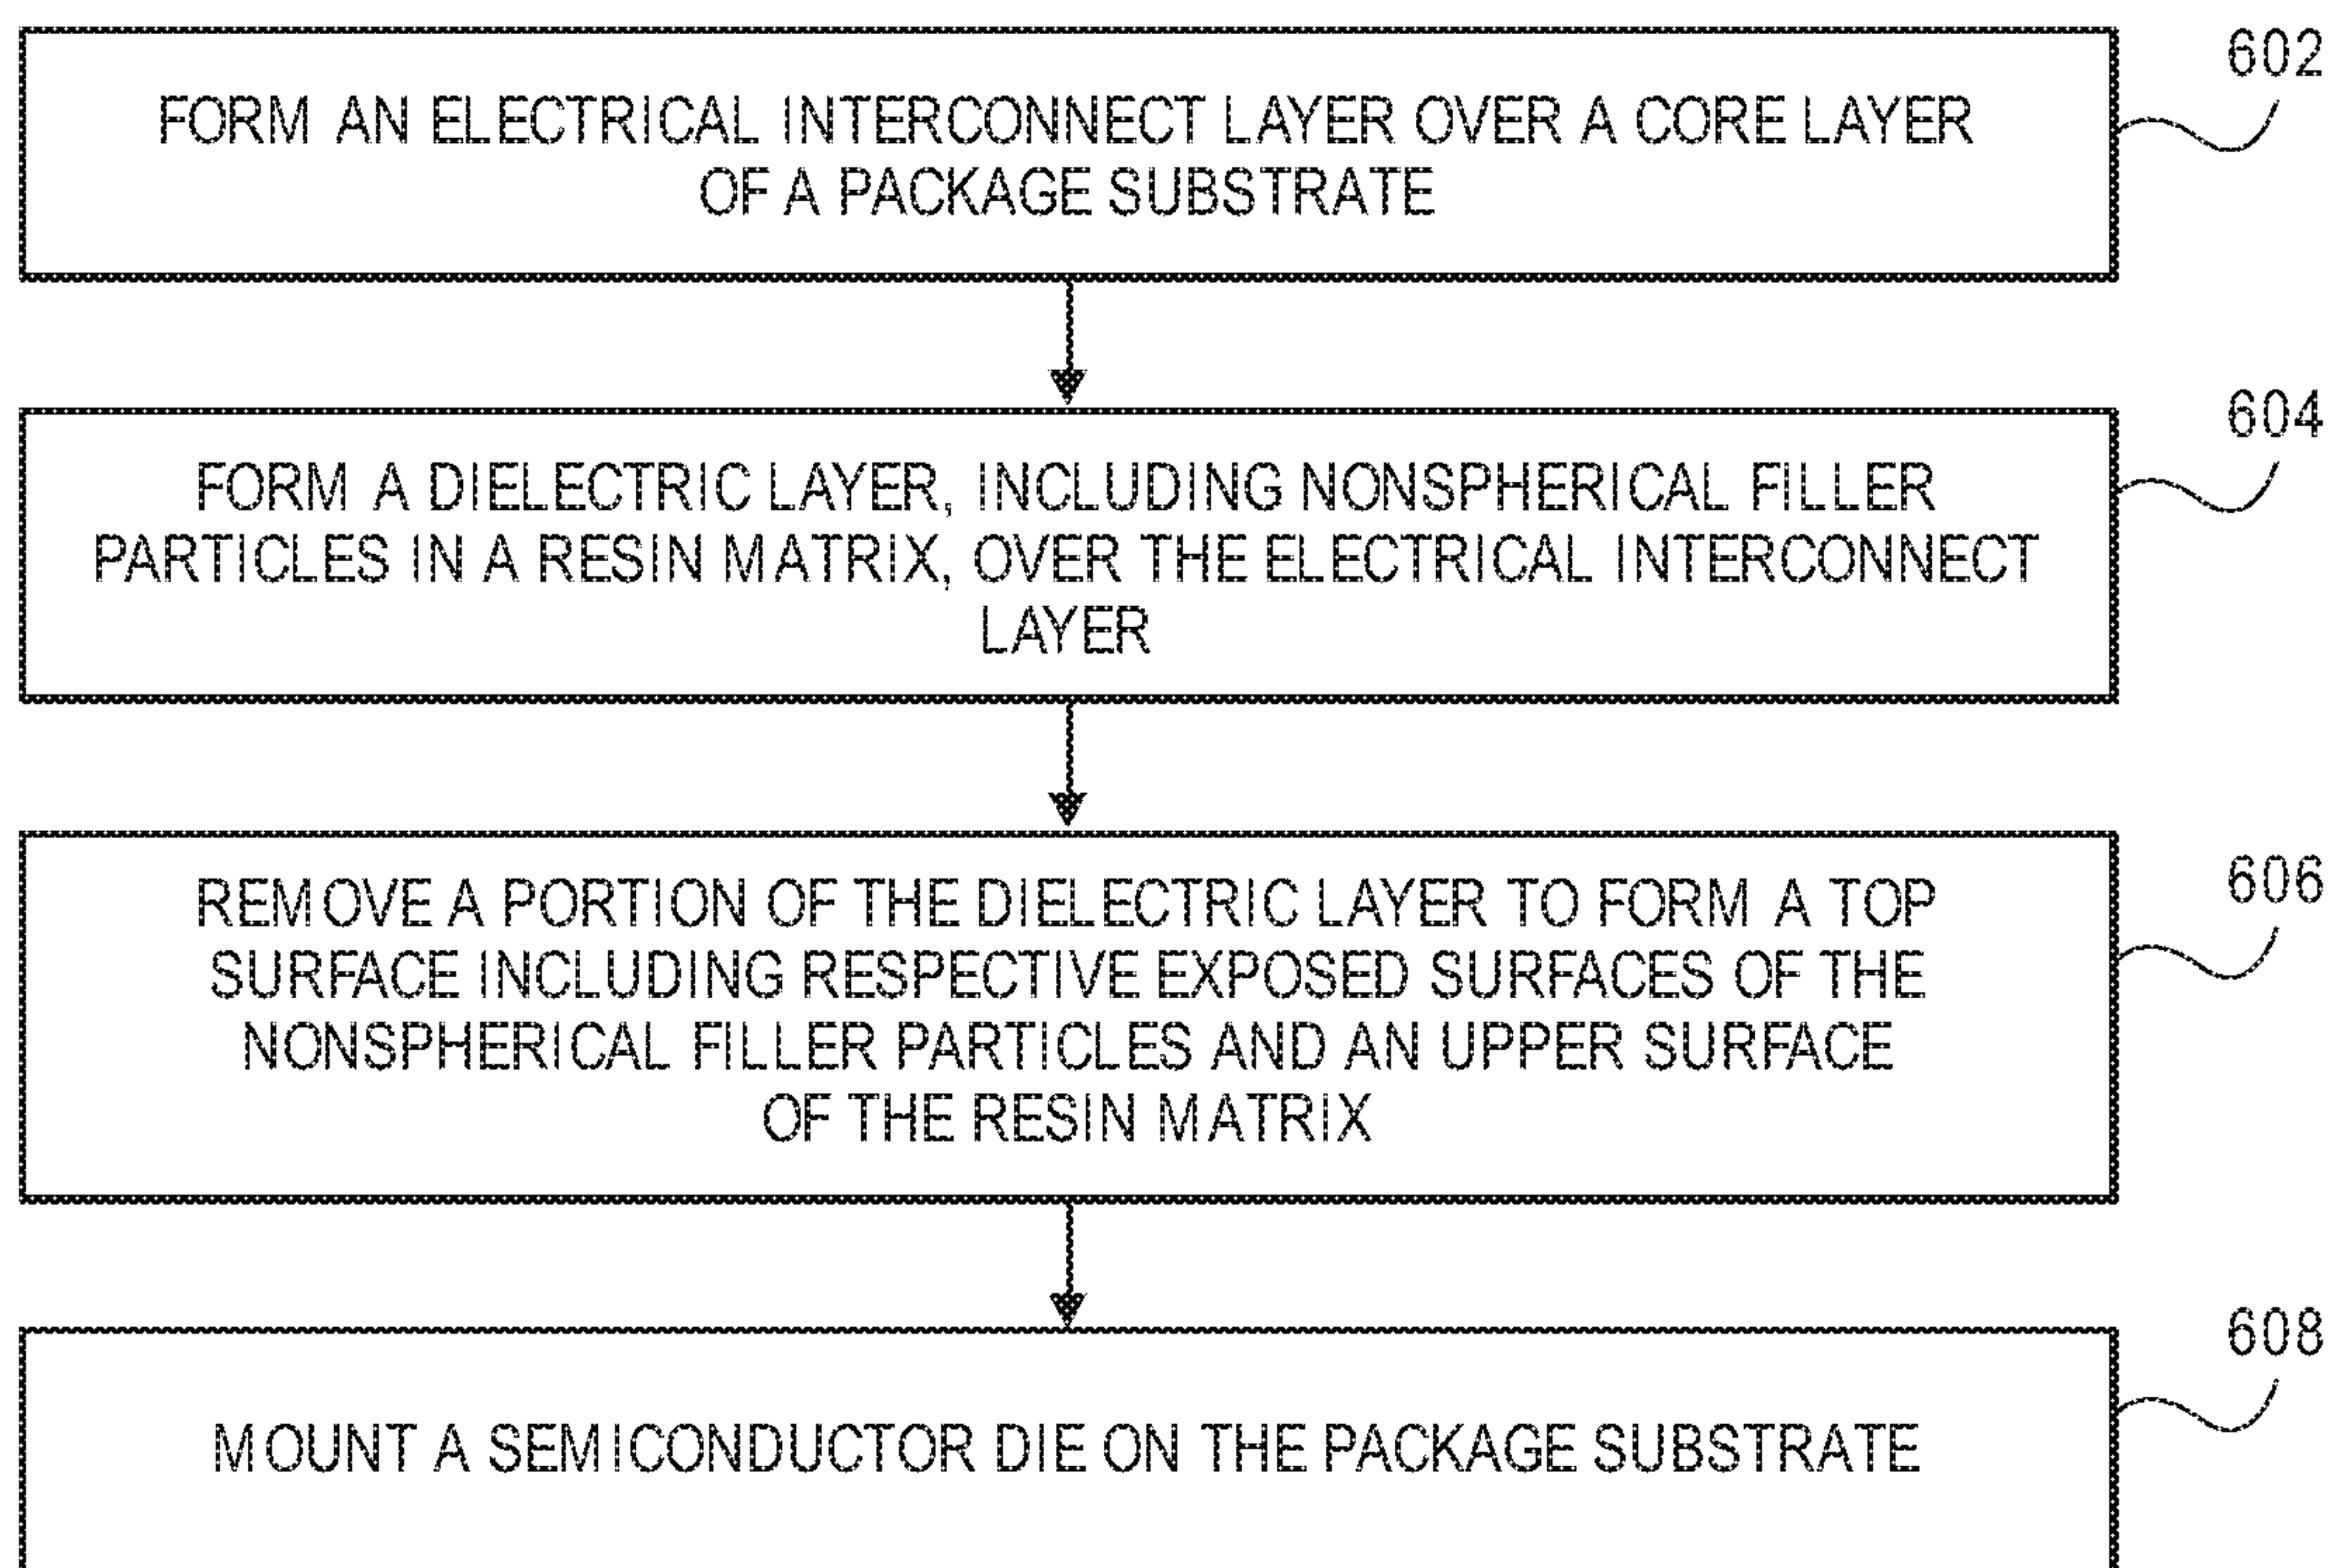 602
FORM AN ELECTRICAL INTERCONNECT LAYER OVER A CORE LAYER
OF A PACKAGE SUBSTRATE
604
FORM A DIELECTRIC LAYER, INCLUDING NONSPHERICAL FILLER
PARTICLES IN A RESIN MATRIX, OVER THE ELECTRICAL INTERCONNECT
LAYER
606
REMOVE A PORTION OF THE DIELECTRIC LAYER TO FORM A TOP
SURFACE INCLUDING RESPECTIVE EXPOSED SURFACES OF THE
NONSPHERICAL FILLER PARTICLES AND AN UPPER SURFACE
OF THE RESIN MATRIX
608
MOUNT A SEMICONDUCTOR DIE ON THE PACKAGE SUBSTRATE